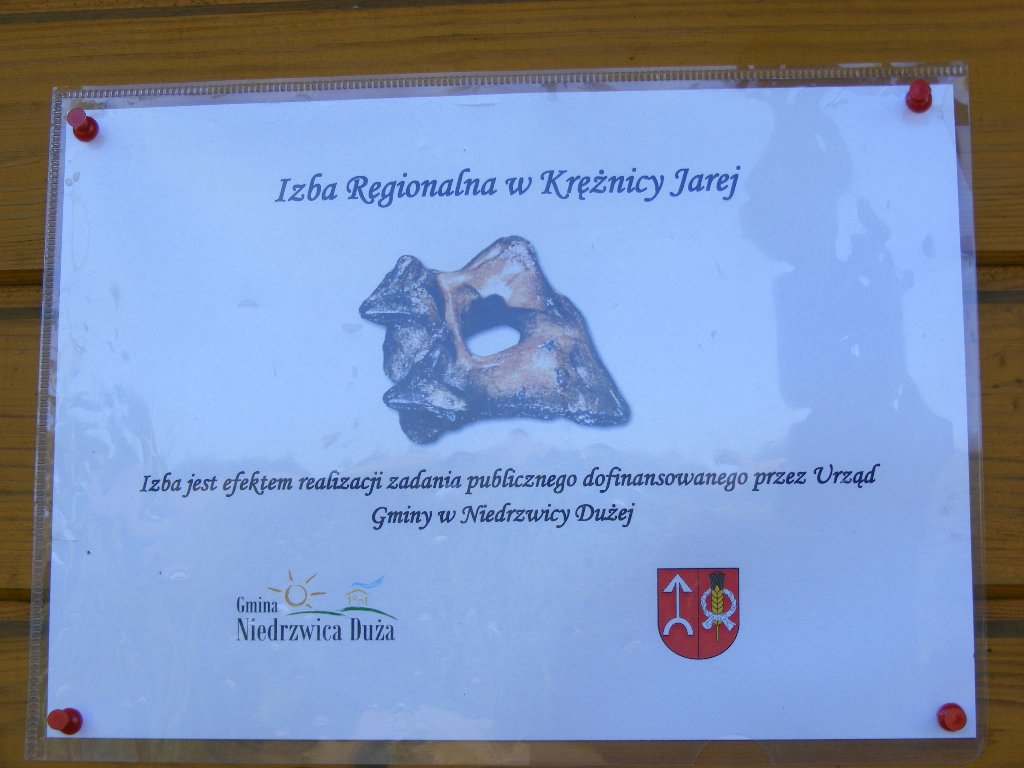 Izba Regionalna w Krężnicy Jarej
Izba jest efektem realizacji zadania publicznego dofinansowanego przez Urząd
Gminy w Niedrzwicy Dużej
Gmina
Niedrzwica Duża